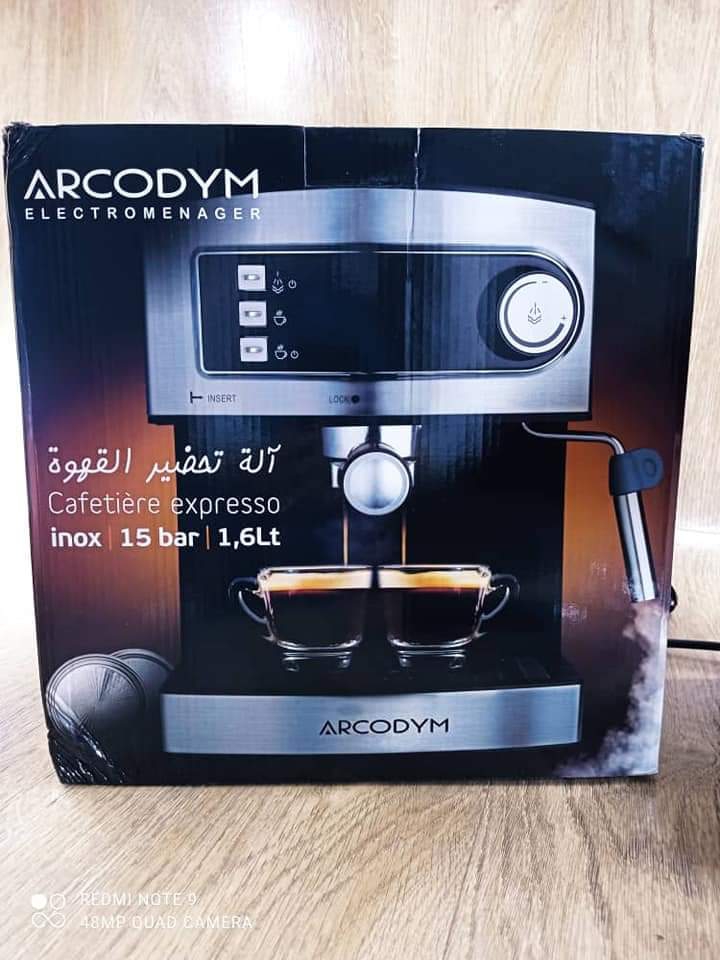 ARCODYM
ELECTROMENAGER
INSERT
LOCK
آلة تحضير القهوة
Cafetière expresso
inox | 15 bar | 1,6Lt
ARCODYM
REDMI NOTE 9
48MP QUAD CAMERA